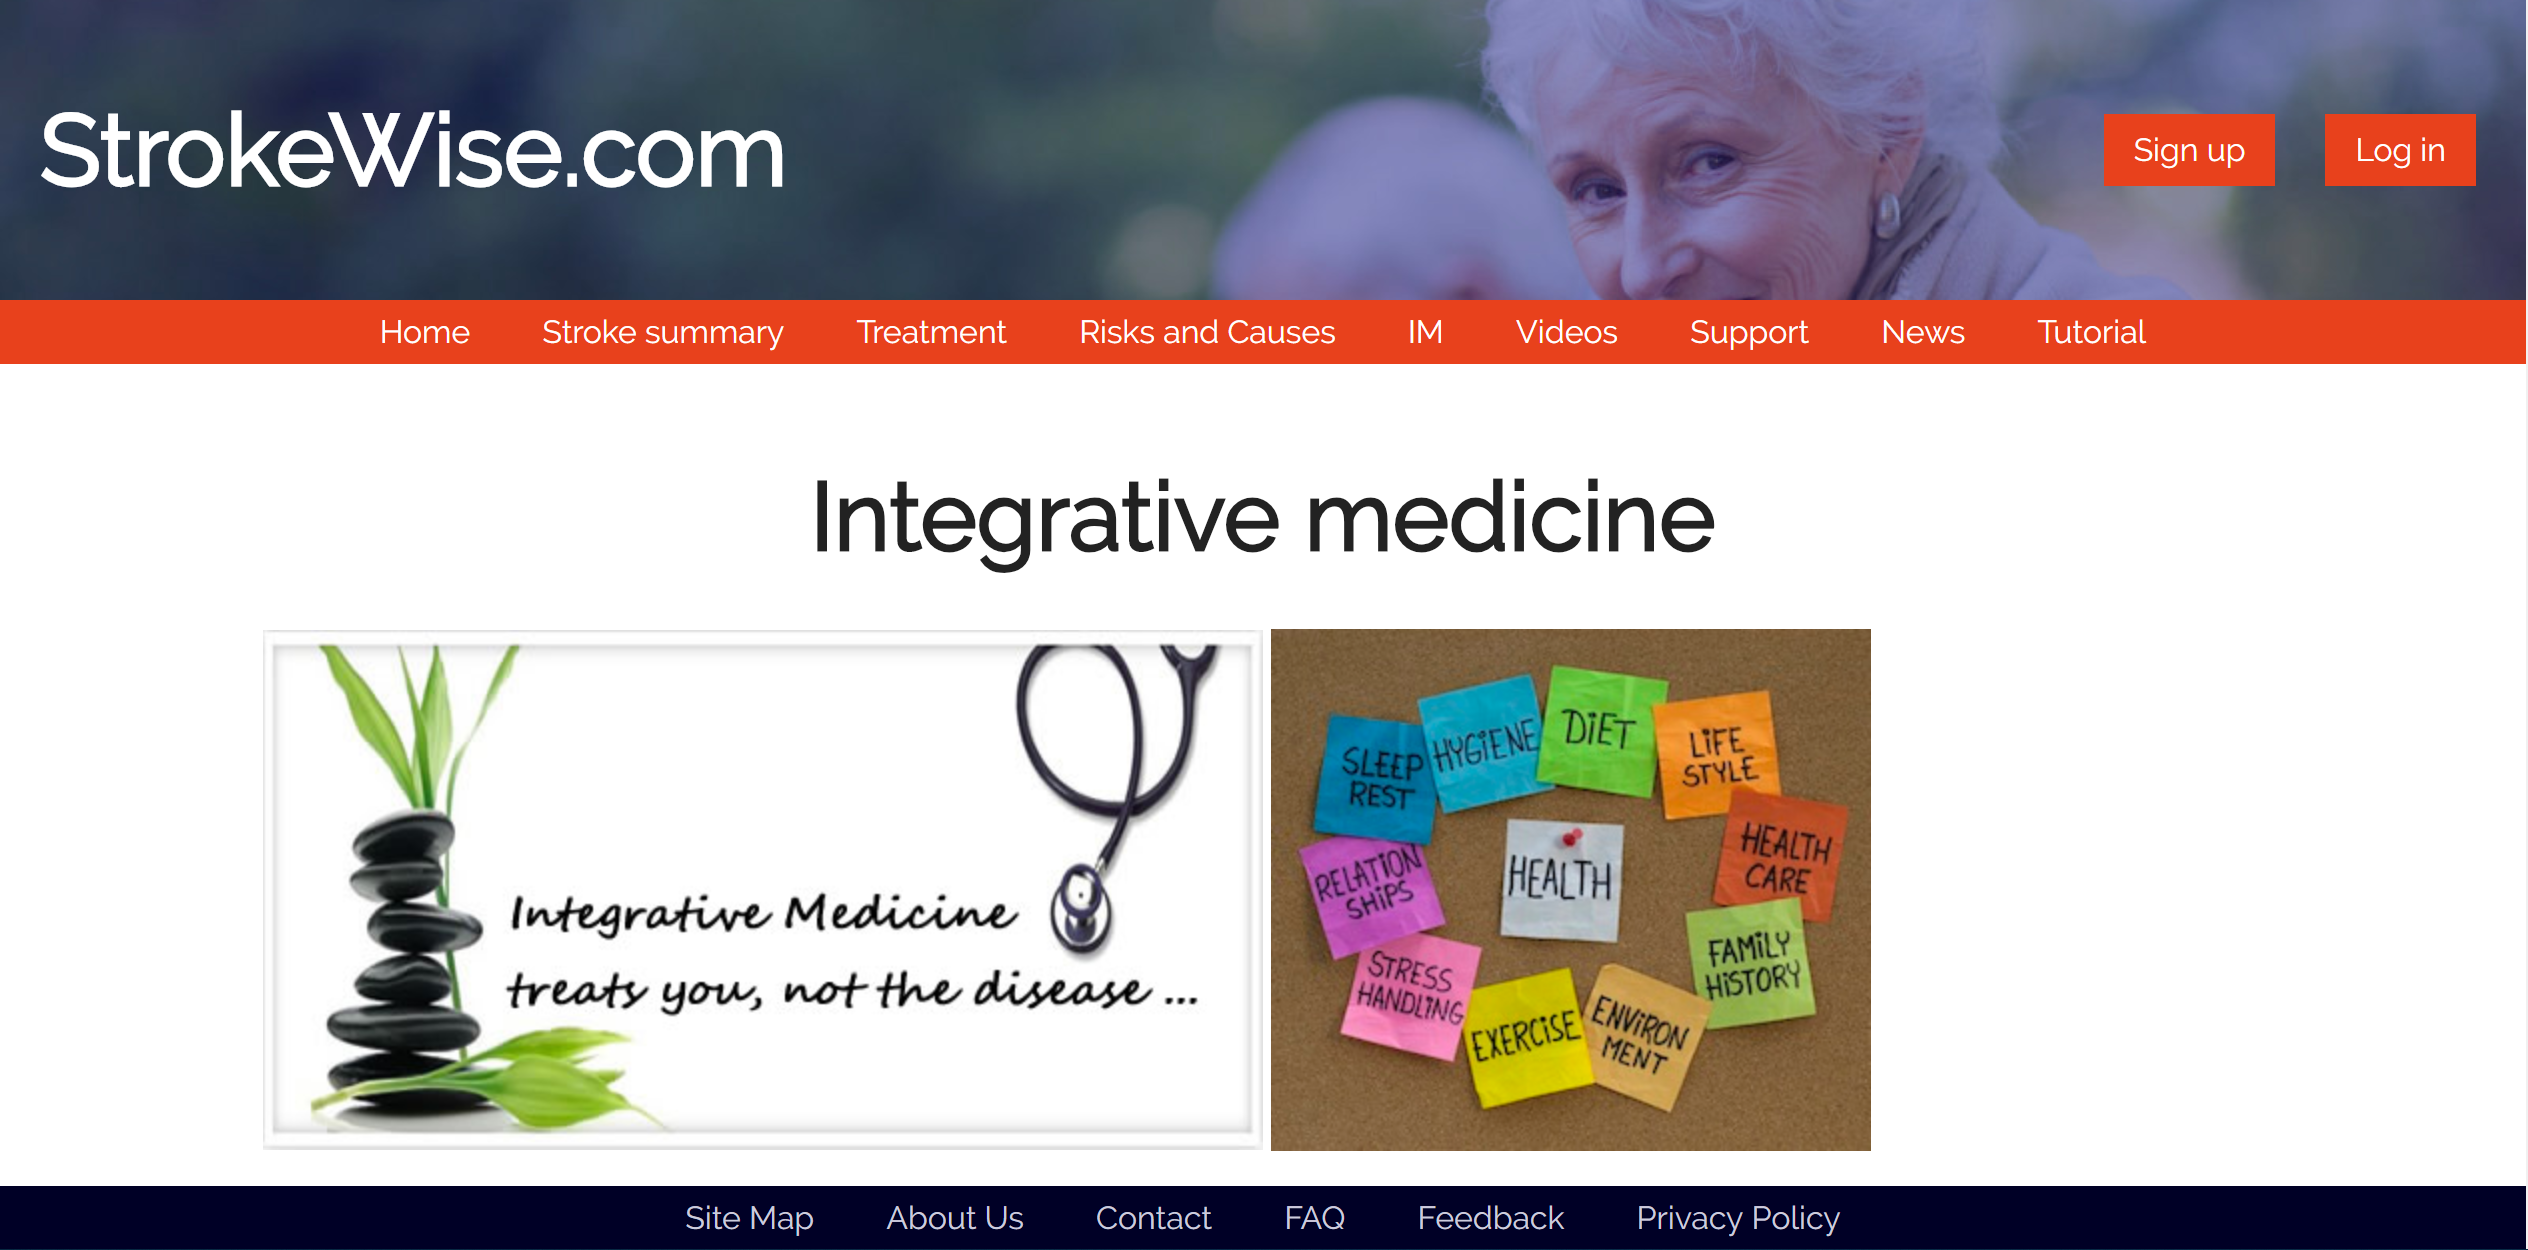 StrokeWise.com
Sign up
Log in
Home
Stroke summary
Treatment
Risks and Causes
IM
Videos
Support
News
Tutorial
Integrative medicine
Integrative Medicine
treats you, not the disease ...
SLEEP
REST
HYGIENE
DIET
LIFE
STYLE
HEALTH
CARE
RELATION
SHIPS
HEALTH
FAMILY
HISTORY
STRESS
HANDLING
EXERCISE
ENVIRON
MENT
Site Map
About Us
Contact
FAQ
Feedback
Privacy Policy